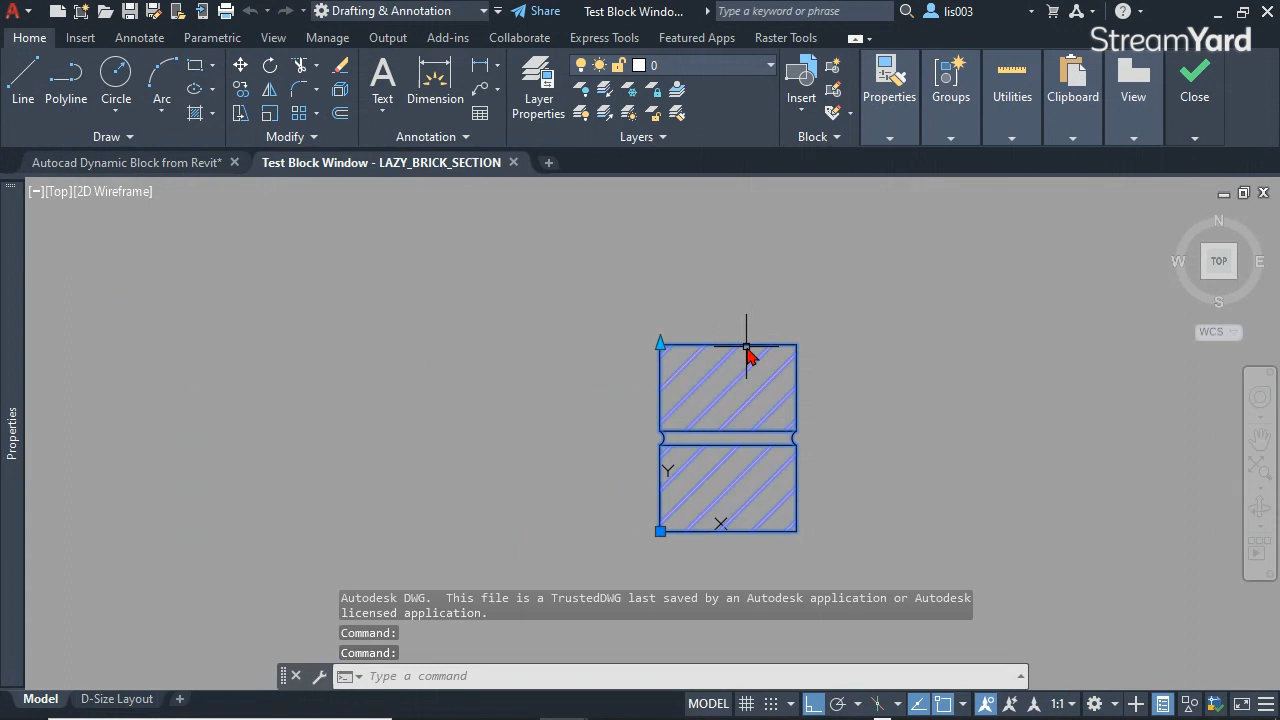 Drafting & Annotation
Share
Test Block Windo...
Type a keyword or phrase
lis003
StreamYard
Home
Insert
Annotate
Parametric
View
Manage
Output
Add-ins
Collaborate
Express Tools
Featured Apps
Raster Tools
Line
Polyline
Circle
Arc
Text
Dimension
Layer
Properties
0
Insert
Properties
Groups
Utilities
Clipboard
View
Close
Draw
Modify
Annotation
Layers
Block
Autocad Dynamic Block from Revit*
Test Block Window - LAZY_BRICK_SECTION
[−][Top][2D Wireframe]
N
W
TOP
E
S
WCS
Properties
Y
X
Autodesk DWG.  This file is a TrustedDWG last saved by an Autodesk application or Autodesk
licensed application.
Command:
Command:
Type a command
Model
D-Size Layout
MODEL
1:1